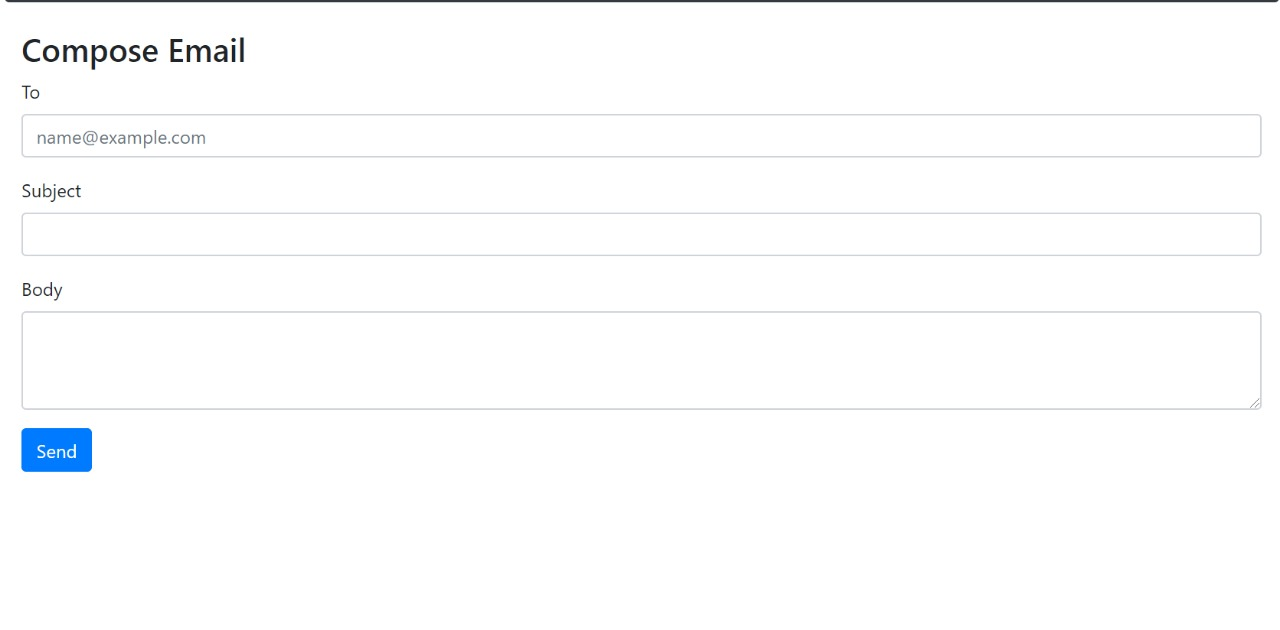 Compose Email
To
name@example.com
Subject
Body
Send